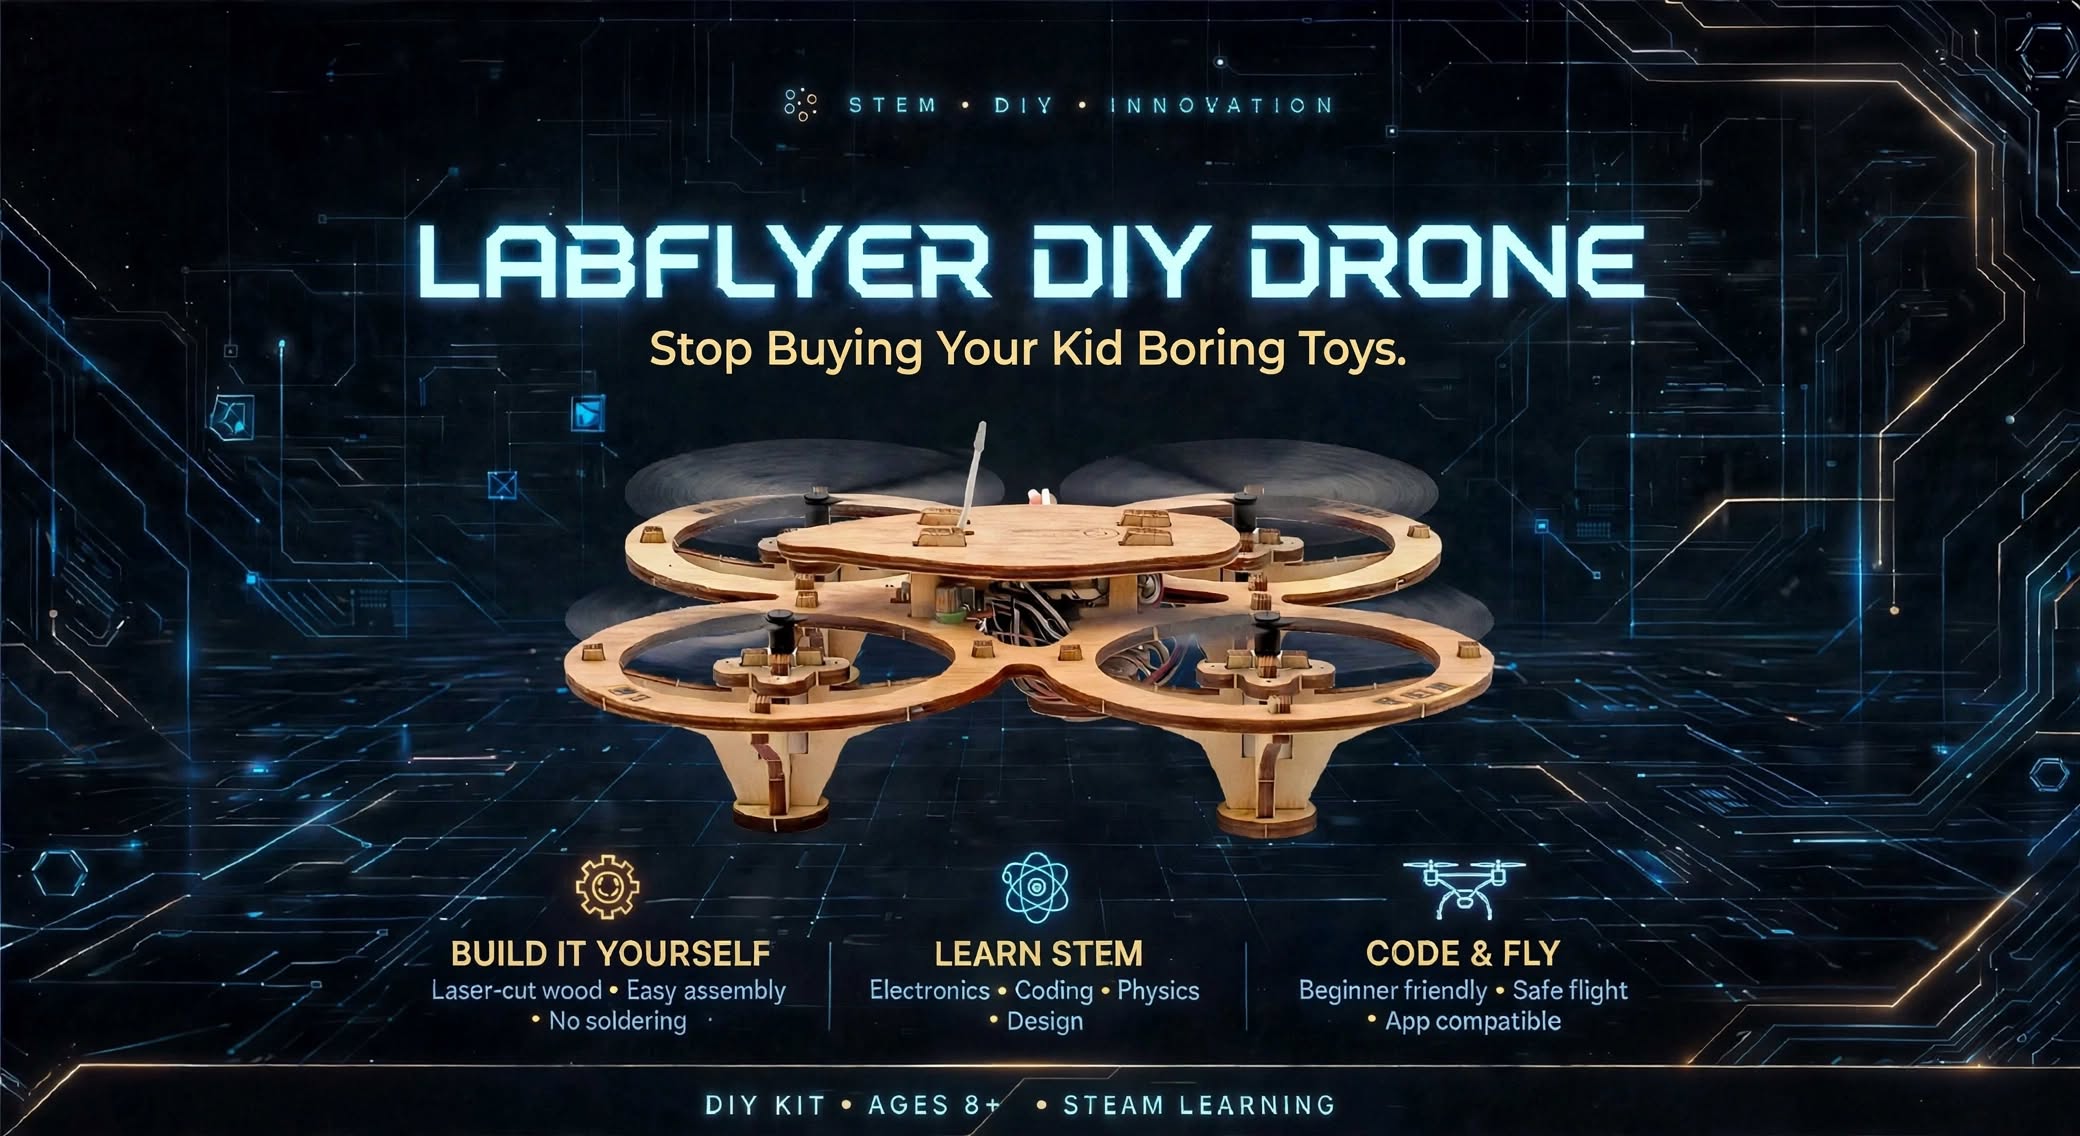 STEM • DIY • INNOVATION
LABFLYER DIY DRONE
Stop Buying Your Kid Boring Toys.
BUILD IT YOURSELF
Laser-cut wood • Easy assembly
• No soldering
LEARN STEM
Electronics • Coding • Physics
• Design
CODE & FLY
Beginner friendly • Safe flight
• App compatible
DIY KIT • AGES 8+ • STEAM LEARNING